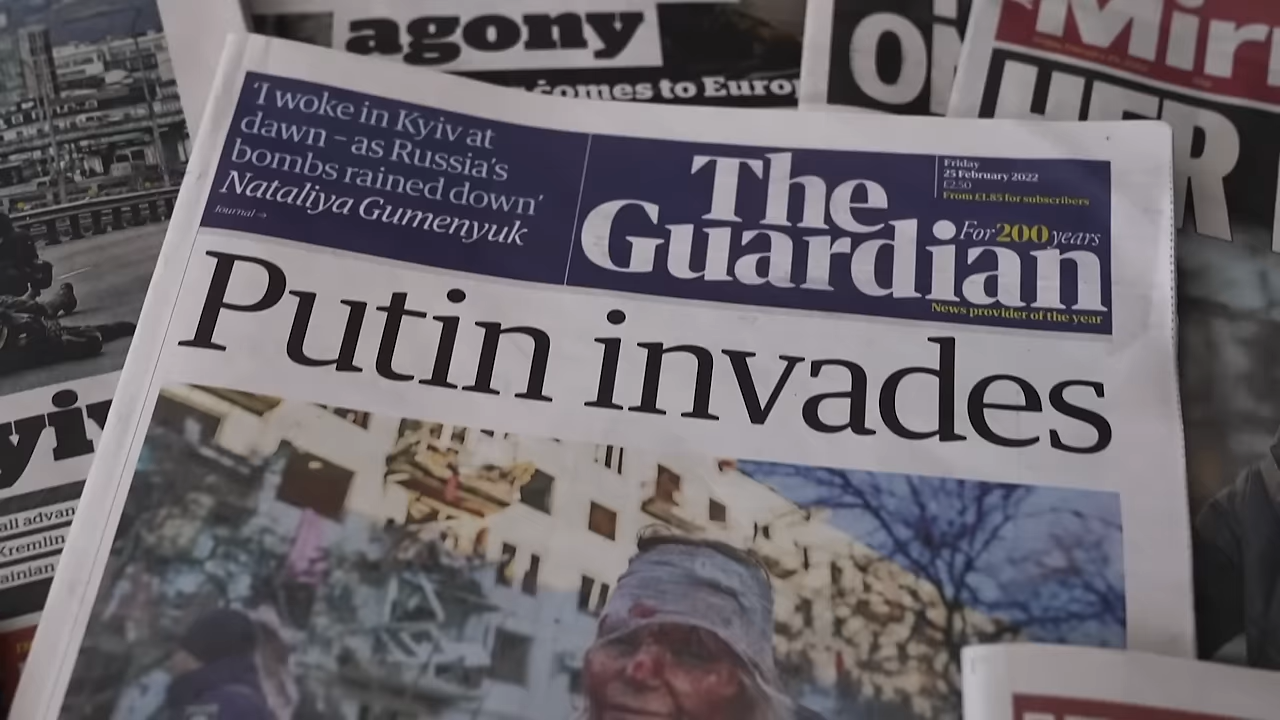 agony
comes to Europ
Mirr
HER
'I woke in Kyiv at
dawn – as Russia's
bombs rained down'
Nataliya Gumenyuk
Journal →
The
Guardian
Friday
25 February 2022
£2.50
From £1.85 for subscribers
For 200 years
News provider of the year
Putin invades
yiv
all advan
Kremlin
ainian